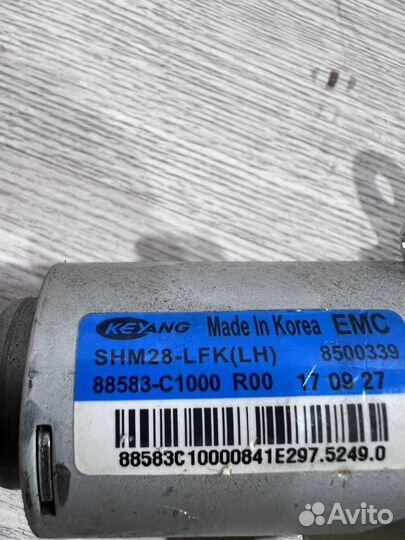 KEYANG Made In Korea EMC
SHM28-LFK(LH) 8500339
88583-C1000 R00 17 09 27
88583C10000841E297.5249.0
Avito